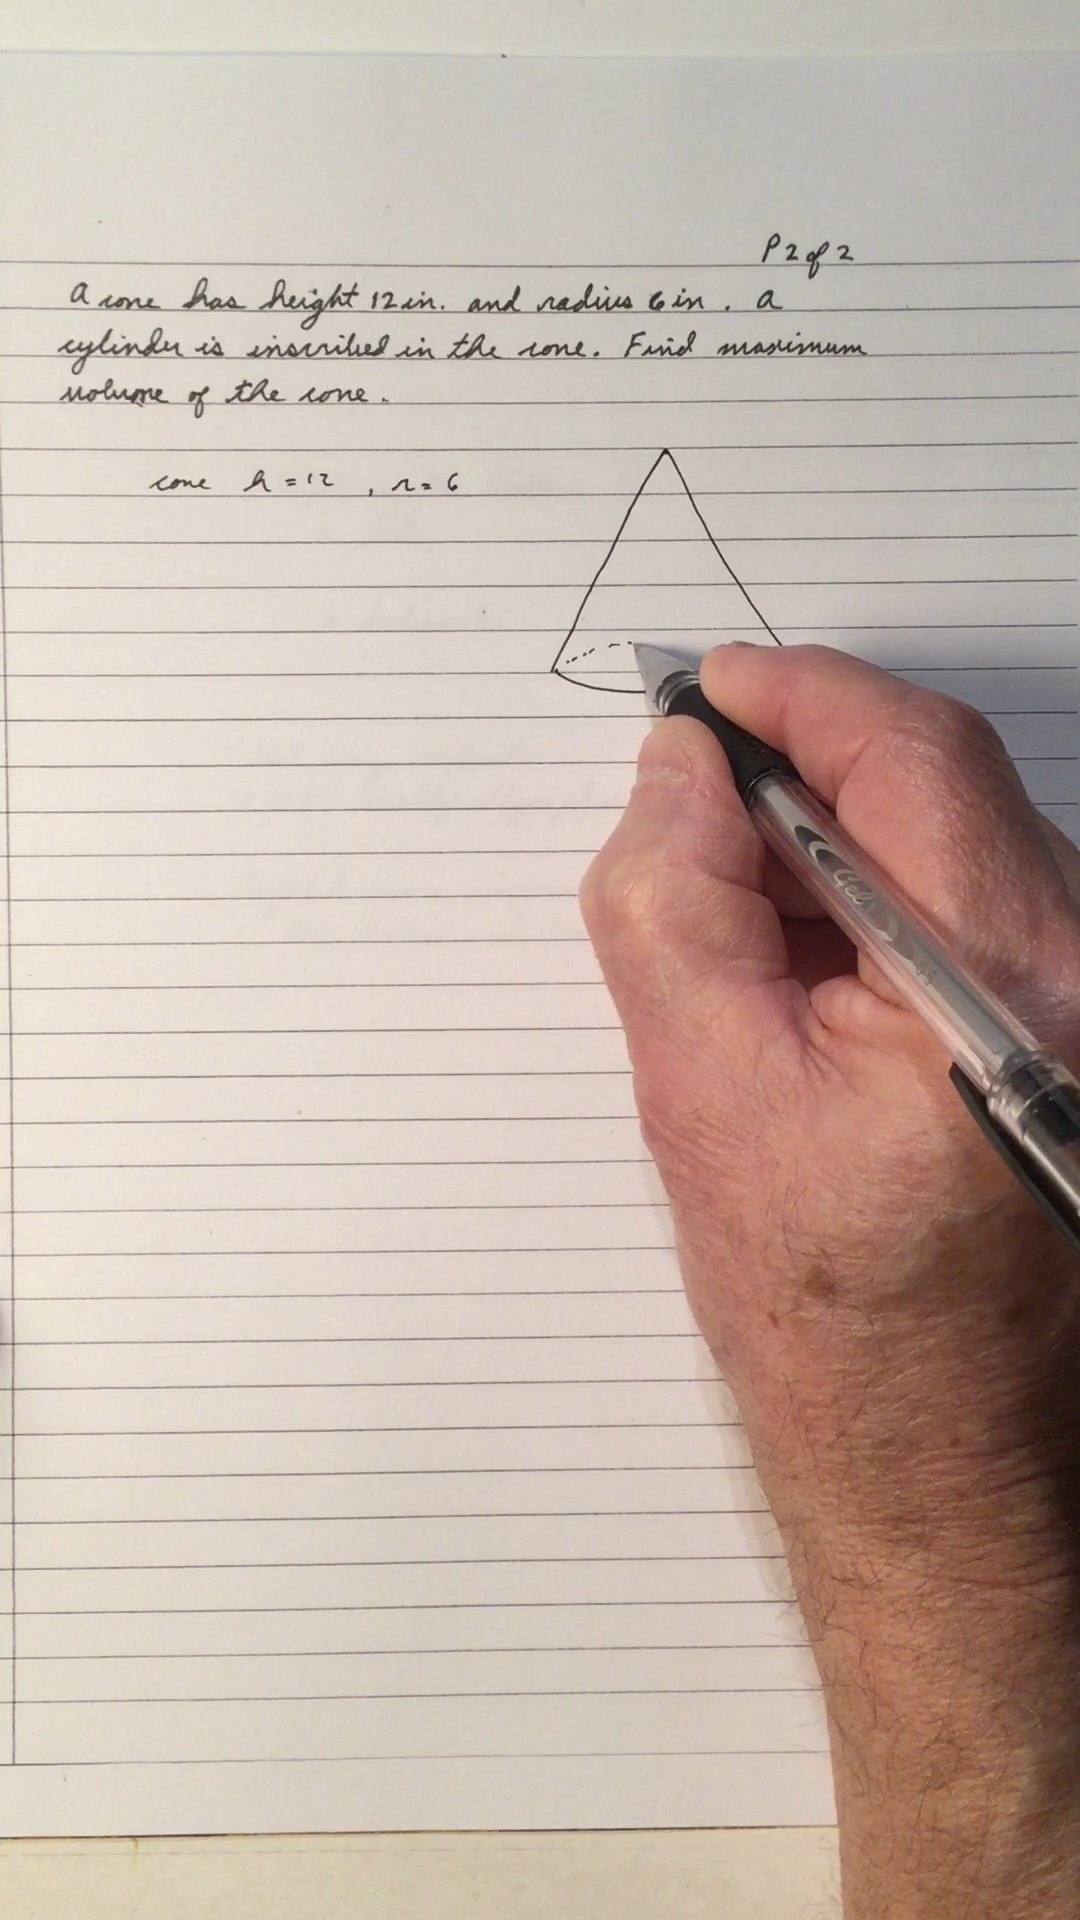 P 2 of 2
A cone has height 12 in. and radius 6 in. A
cylinder is inscribed in the cone. Find maximum
volume of the cone.
cone h = 12 , r = 6
Gel